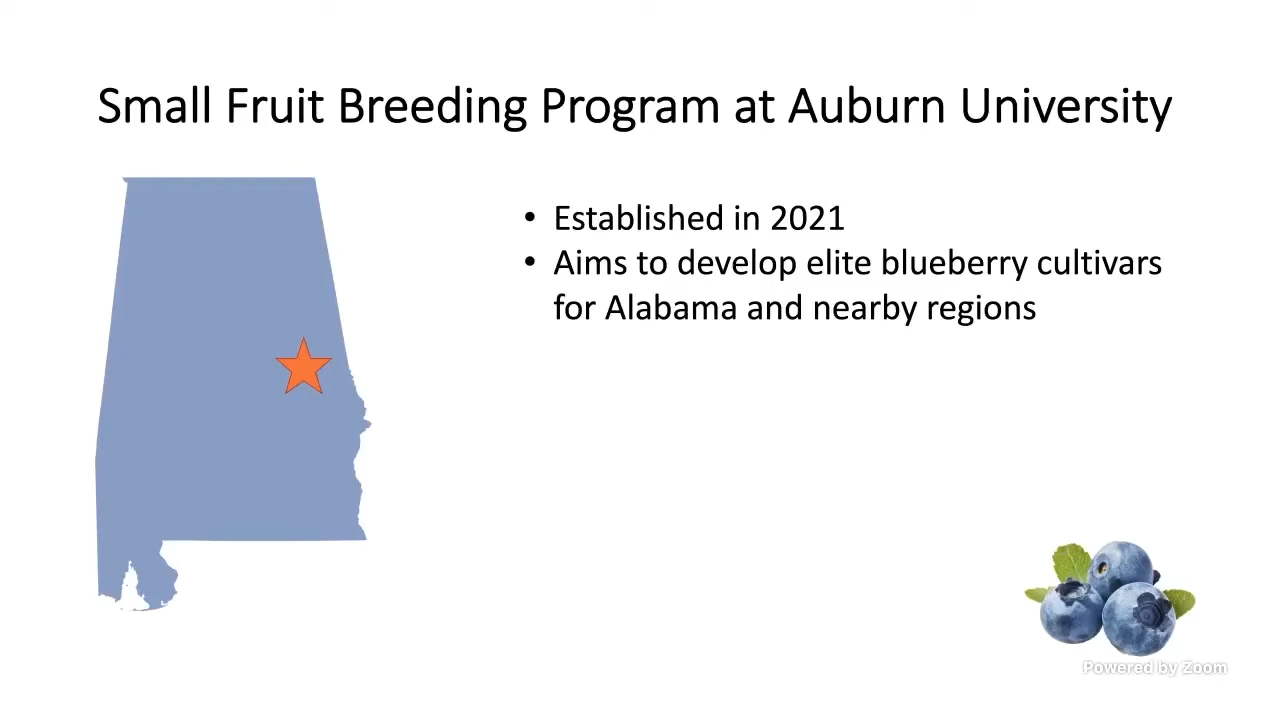 Small Fruit Breeding Program at Auburn University
• Established in 2021
• Aims to develop elite blueberry cultivars
for Alabama and nearby regions
Powered by Zoom